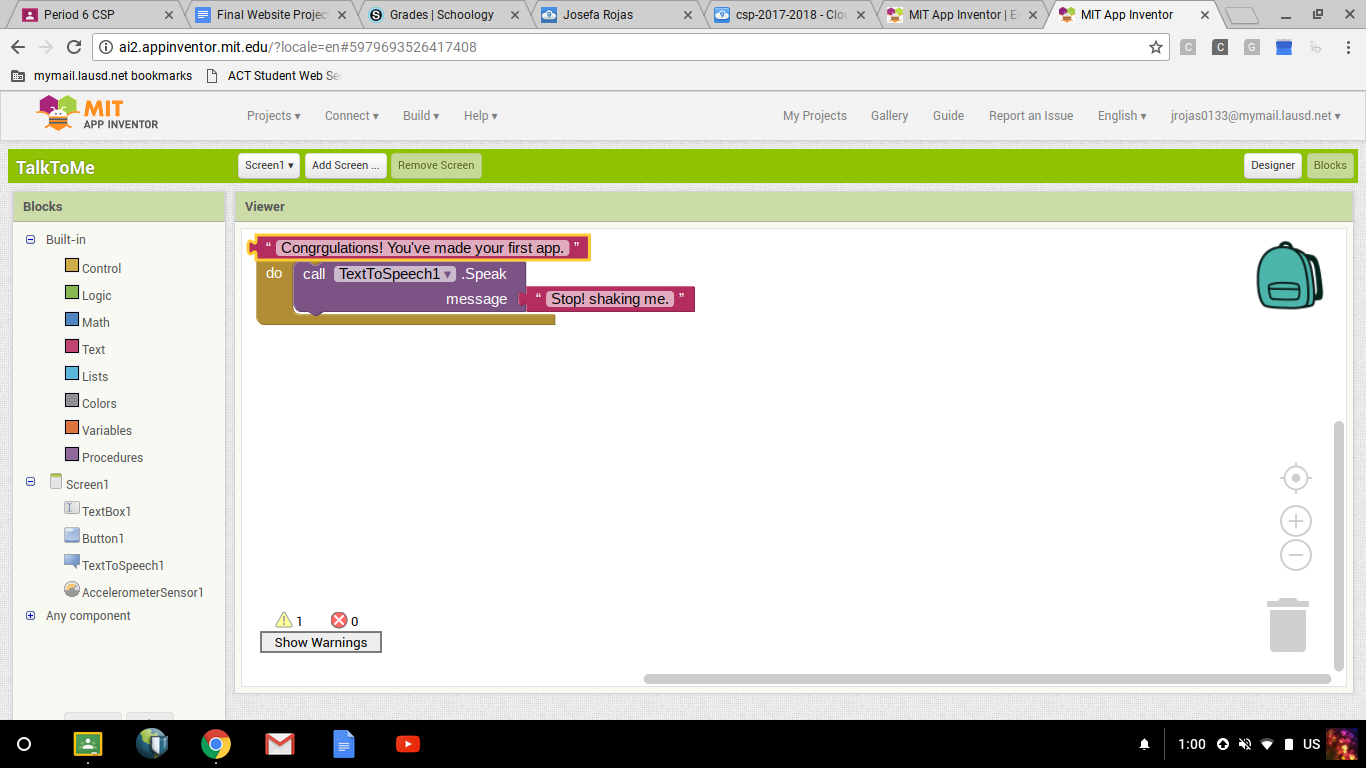 Period 6 CSP
Final Website Projec
Grades | Schoology
Josefa Rojas
csp-2017-2018 - Clou
MIT App Inventor | Ex
MIT App Inventor
ai2.appinventor.mit.edu/?locale=en#5979693526417408
C
C
G
mymail.lausd.net bookmarks
ACT Student Web Se
MIT
APP INVENTOR
Projects ▾
Connect ▾
Build ▾
Help ▾
My Projects
Gallery
Guide
Report an Issue
English ▾
jrojas0133@mymail.lausd.net ▾
TalkToMe
Screen1 ▾
Add Screen ...
Remove Screen
Designer
Blocks
Blocks
Viewer
Built-in
Control
Logic
Math
Text
Lists
Colors
Variables
Procedures
Screen1
TextBox1
Button1
TextToSpeech1
AccelerometerSensor1
Any component
“ Congrgulations! You've made your first app. ”
do call TextToSpeech1 ▾ .Speak
message “ Stop! shaking me. ”
1 0
Show Warnings
1:00
US